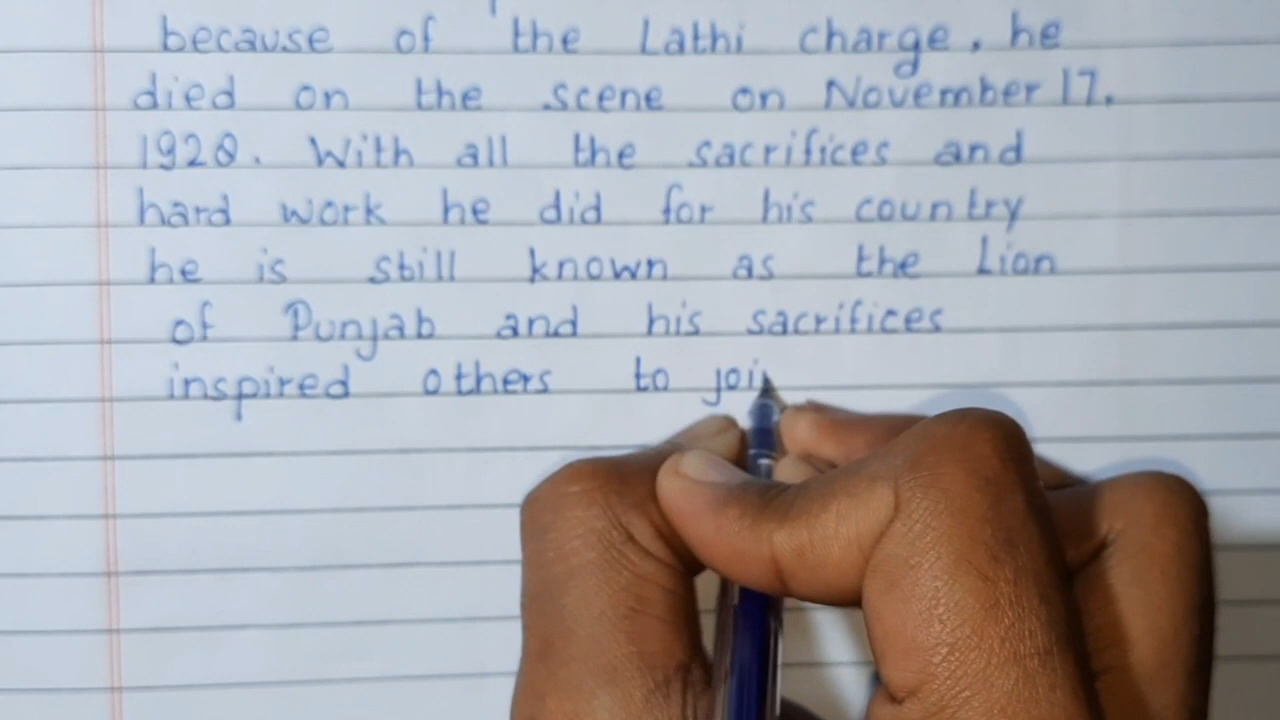 because of the Lathi charge, he
died on the scene on November 17,
1928. With all the sacrifices and
hard work he did for his country
he is still known as the Lion
of Punjab and his sacrifices
inspired others to joi